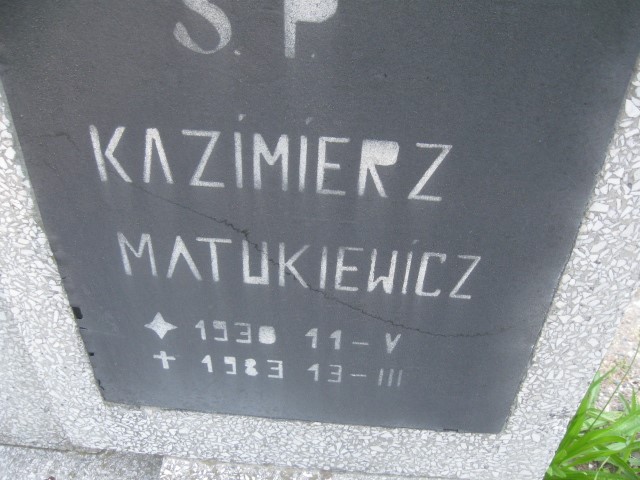 S.P.
KAZIMIERZ
MATUKIEWICZ
1930 11-V
1983 13-III